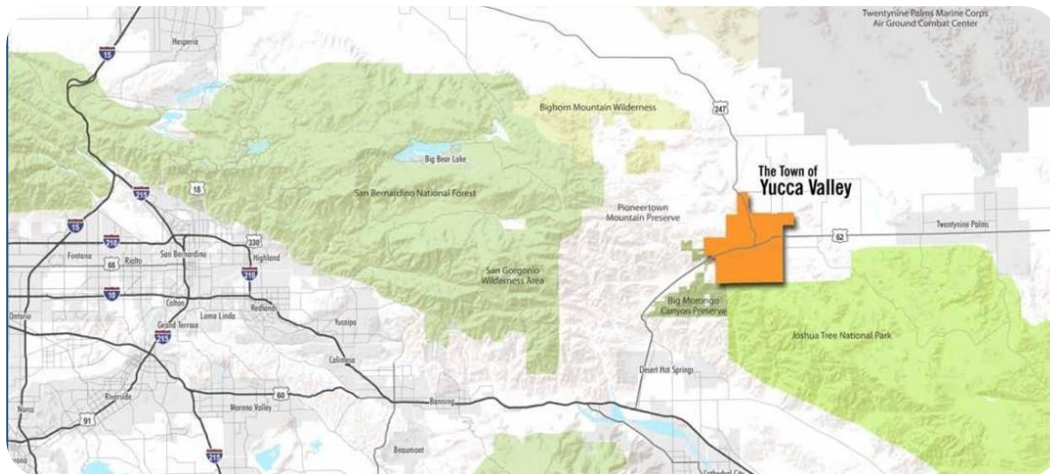 Twentynine Palms Marine Corps
Air Ground Combat Center
Hesperia
15
Bighorn Mountain Wilderness
247
Big Bear Lake
The Town of
Yucca Valley
18
215
San Bernardino National Forest
Pioneertown
Mountain Preserve
Twentynine Palms
15
62
210
330
Fontana
Rialto
San Bernardino
Highland
66
210
San Gorgonio
Wilderness Area
10
Colton
Redlands
Big Morongo
Canyon Preserve
Ontario
Loma Linda
Grand Terrace
Yucaipa
215
Joshua Tree National Park
Calimesa
Desert Hot Springs
Riverside
60
Norco
Moreno Valley
Banning
91
Beaumont
215
Cathedral City